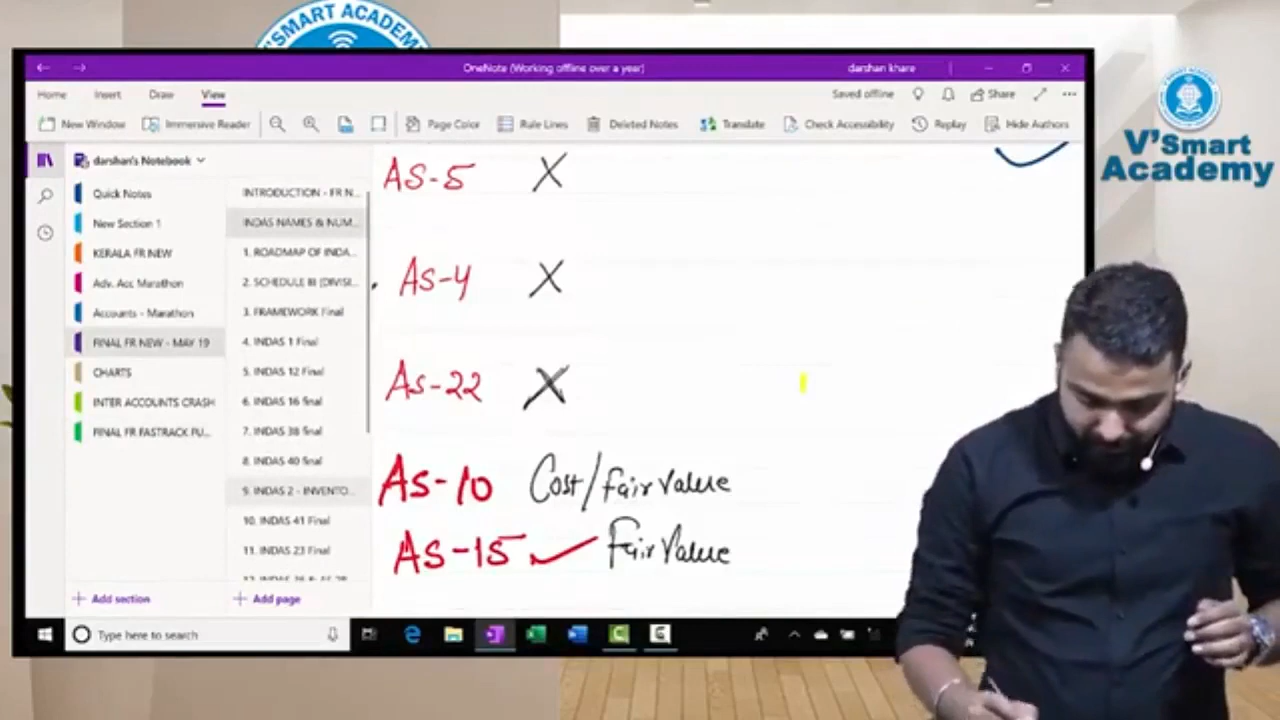 V'SMART ACADEMY
OneNote (Working offline over a year)
darshan khare
Home Insert Draw View
Saved offline Share
New Window Immersive Reader Page Color Rule Lines Deleted Notes Translate Check Accessibility Replay Hide Authors
V'Smart
Academy
darshan's Notebook
Quick Notes
New Section 1
KERALA FR NEW
Adv. Acc Marathon
Accounts - Marathon
FINAL FR NEW - MAY 19
CHARTS
INTER ACCOUNTS CRASH
FINAL FR FASTRACK FU...
Add section
INTRODUCTION - FR N...
INDAS NAMES & NUM...
1. ROADMAP OF INDA...
2. SCHEDULE III (DIVISI...
3. FRAMEWORK Final
4. INDAS 1 Final
5. INDAS 12 Final
6. INDAS 16 final
7. INDAS 38 final
8. INDAS 40 final
9. INDAS 2 - INVENTO...
10. INDAS 41 Final
11. INDAS 23 Final
Add page
AS-5 X
AS-4 X
AS-22 X
AS-10 Cost/Fair Value
AS-15 ✓ Fair Value
Type here to search